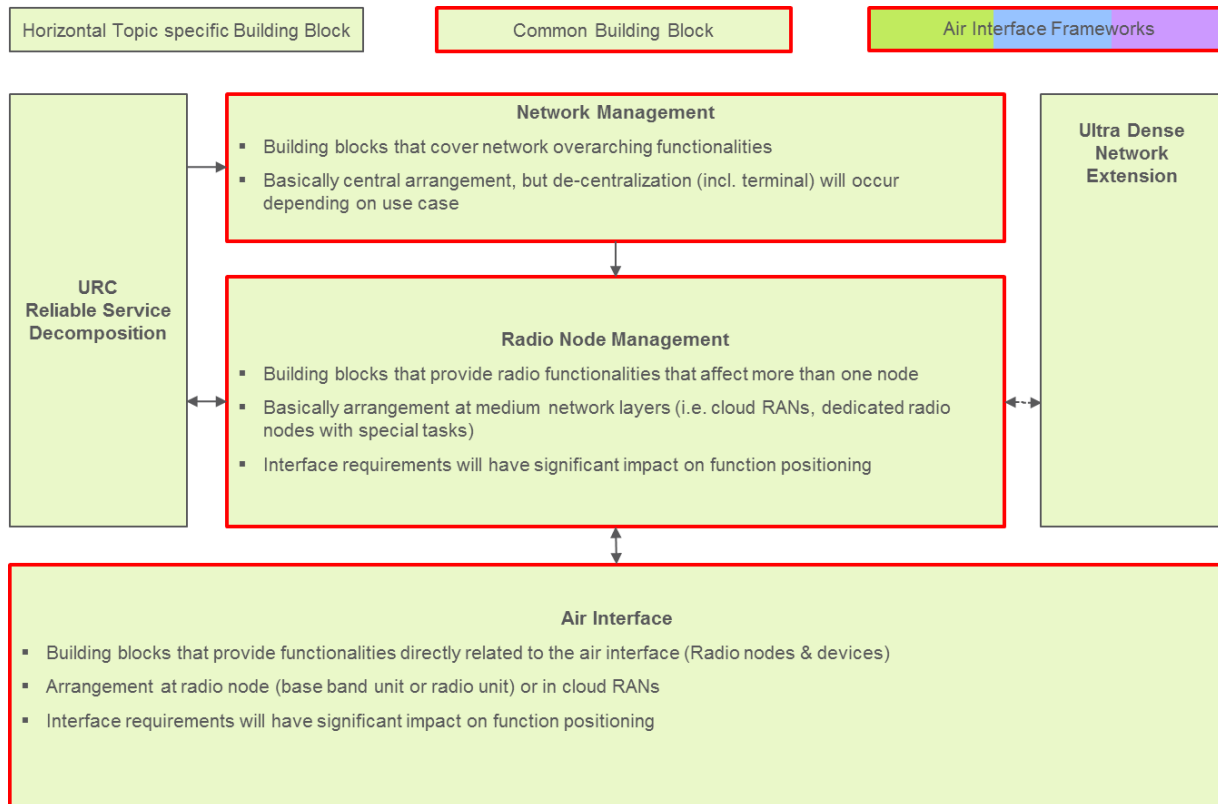 Horizontal Topic specific Building Block
Common Building Block
Air Interface Frameworks
Network Management
▪ Building blocks that cover network overarching functionalities
▪ Basically central arrangement, but de-centralization (incl. terminal) will occur
depending on use case
Ultra Dense
Network
Extension
URC
Reliable Service
Decomposition
Radio Node Management
▪ Building blocks that provide radio functionalities that affect more than one node
▪ Basically arrangement at medium network layers (i.e. cloud RANs, dedicated radio
nodes with special tasks)
▪ Interface requirements will have significant impact on function positioning
Air Interface
▪ Building blocks that provide functionalities directly related to the air interface (Radio nodes & devices)
▪ Arrangement at radio node (base band unit or radio unit) or in cloud RANs
▪ Interface requirements will have significant impact on function positioning